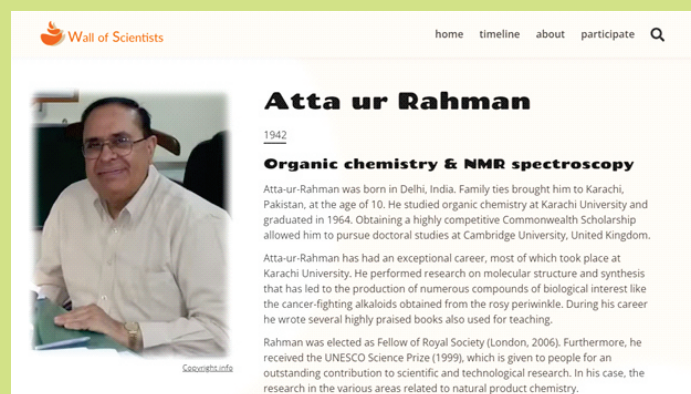 Wall of Scientists
home timeline about participate
Atta ur Rahman
1942
Organic chemistry & NMR spectroscopy
Atta-ur-Rahman was born in Delhi, India. Family ties brought him to Karachi,
Pakistan, at the age of 10. He studied organic chemistry at Karachi University and
graduated in 1964. Obtaining a highly competitive Commonwealth Scholarship
allowed him to pursue doctoral studies at Cambridge University, United Kingdom.
Atta-ur-Rahman has had an exceptional career, most of which took place at
Karachi University. He performed research on molecular structure and synthesis
that has led to the production of numerous compounds of biological interest like
the cancer-fighting alkaloids obtained from the rosy periwinkle. During his career
he wrote several highly praised books also used for teaching.
Rahman was elected as Fellow of Royal Society (London, 2006). Furthermore, he
received the UNESCO Science Prize (1999), which is given to people for an
outstanding contribution to scientific and technological research. In his case, the
research in the various areas related to natural product chemistry.
Copyright info